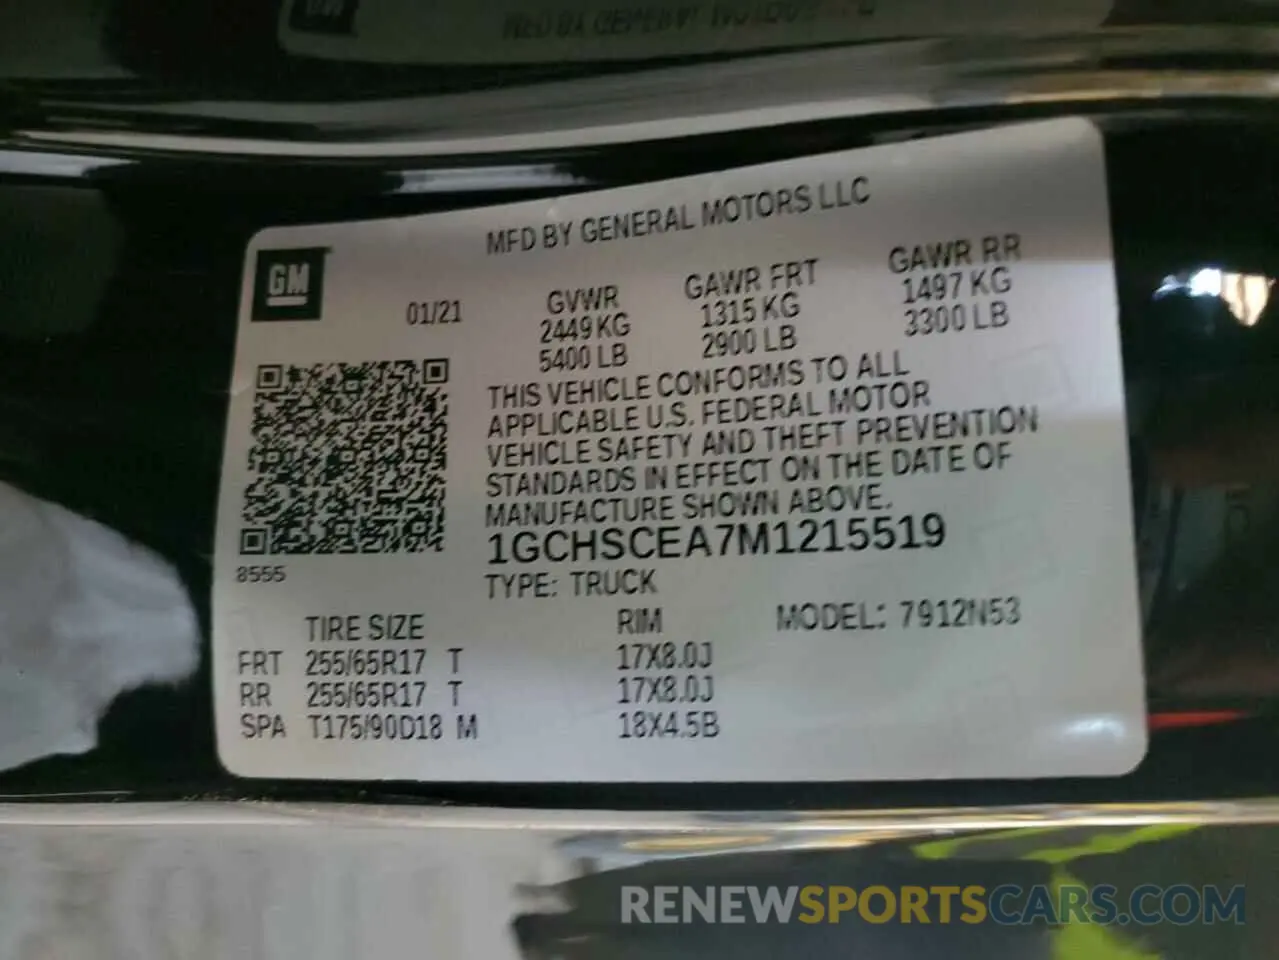 MFD BY GENERAL MOTORS LLC
GM
01/21
GVWR GAWR FRT GAWR RR
2449 KG 1315 KG 1497 KG
5400 LB 2900 LB 3300 LB
THIS VEHICLE CONFORMS TO ALL
APPLICABLE U.S. FEDERAL MOTOR
VEHICLE SAFETY AND THEFT PREVENTION
STANDARDS IN EFFECT ON THE DATE OF
MANUFACTURE SHOWN ABOVE.
1GCHSCEA7M1215519
8555
TYPE: TRUCK
TIRE SIZE RIM MODEL: 7912N53
FRT 255/65R17 T 17X8.0J
RR 255/65R17 T 17X8.0J
SPA T175/90D18 M 18X4.5B
RENEWSPORTSCARS.COM